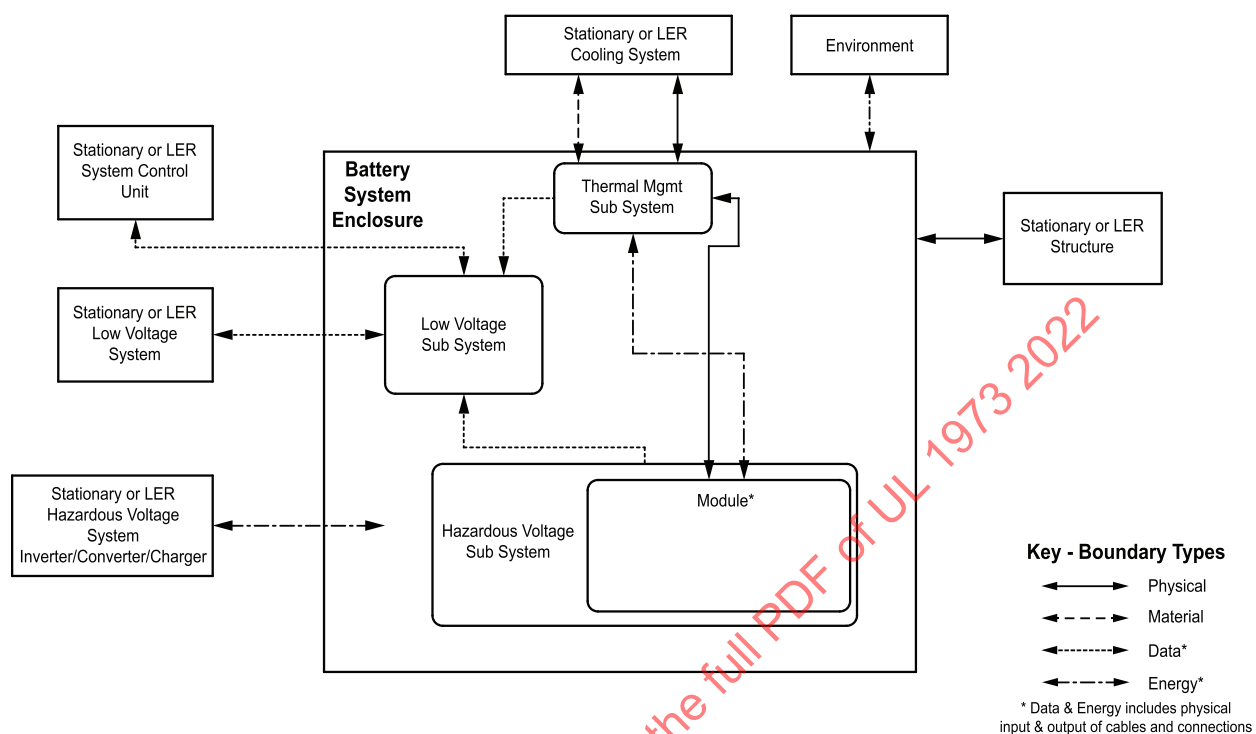 Stationary or LER
Cooling System
Environment
Stationary or LER
System Control
Unit
Battery
System
Enclosure
Thermal Mgmt
Sub System
Stationary or LER
Structure
Stationary or LER
Low Voltage
System
Low Voltage
Sub System
Stationary or LER
Hazardous Voltage
System
Inverter/Converter/Charger
Hazardous Voltage
Sub System
Module*
Key - Boundary Types
Physical
Material
Data*
Energy*
* Data & Energy includes physical
input & output of cables and connections
the full PDF of UL 1973 2022